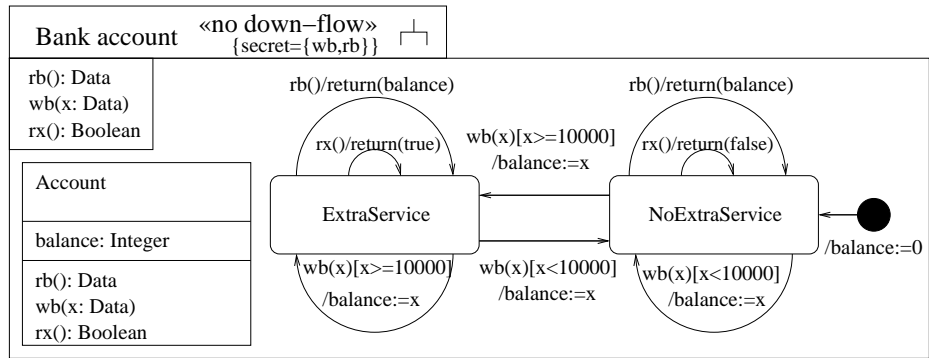 Bank account
«no down−flow»
{secret={wb,rb}}
rb(): Data
wb(x: Data)
rx(): Boolean
Account
balance: Integer
rb(): Data
wb(x: Data)
rx(): Boolean
rb()/return(balance)
rx()/return(true)
ExtraService
wb(x)[x>=10000]
/balance:=x
wb(x)[x>=10000]
/balance:=x
wb(x)[x<10000]
/balance:=x
rb()/return(balance)
rx()/return(false)
NoExtraService
wb(x)[x<10000]
/balance:=x
/balance:=0